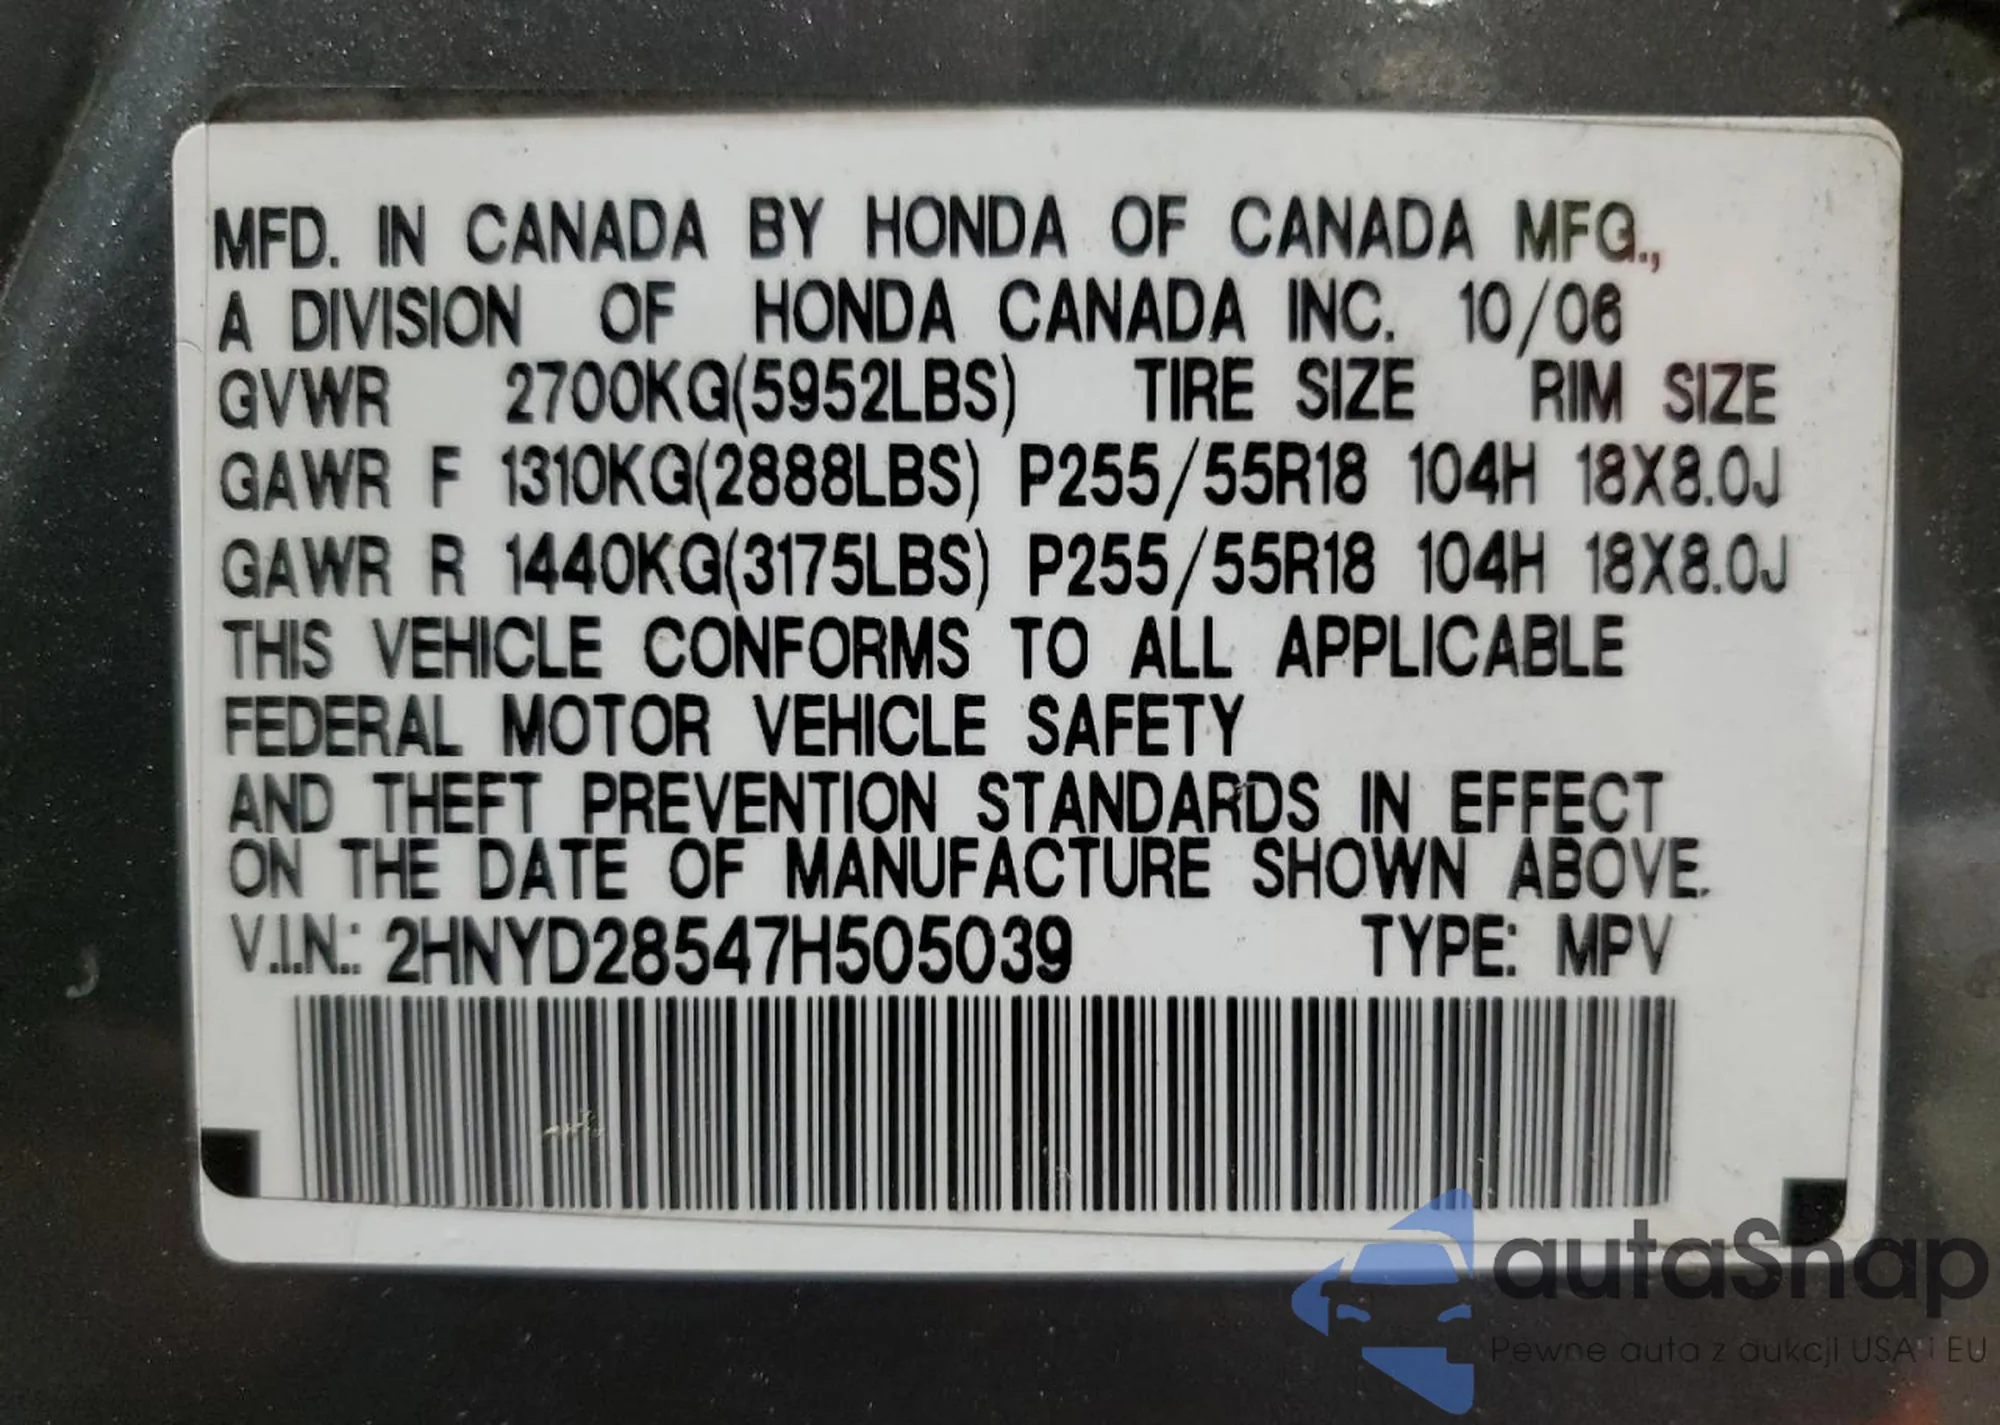 MFD. IN CANADA BY HONDA OF CANADA MFG.,
A DIVISION OF HONDA CANADA INC. 10/06
GVWR 2700KG(5952LBS) TIRE SIZE RIM SIZE
GAWR F 1310KG(2888LBS) P255/55R18 104H 18X8.0J
GAWR R 1440KG(3175LBS) P255/55R18 104H 18X8.0J
THIS VEHICLE CONFORMS TO ALL APPLICABLE
FEDERAL MOTOR VEHICLE SAFETY
AND THEFT PREVENTION STANDARDS IN EFFECT
ON THE DATE OF MANUFACTURE SHOWN ABOVE.
V.I.N.: 2HNYD28547H505039 TYPE: MPV
autaSnap
Pewne auta z aukcji USA i EU